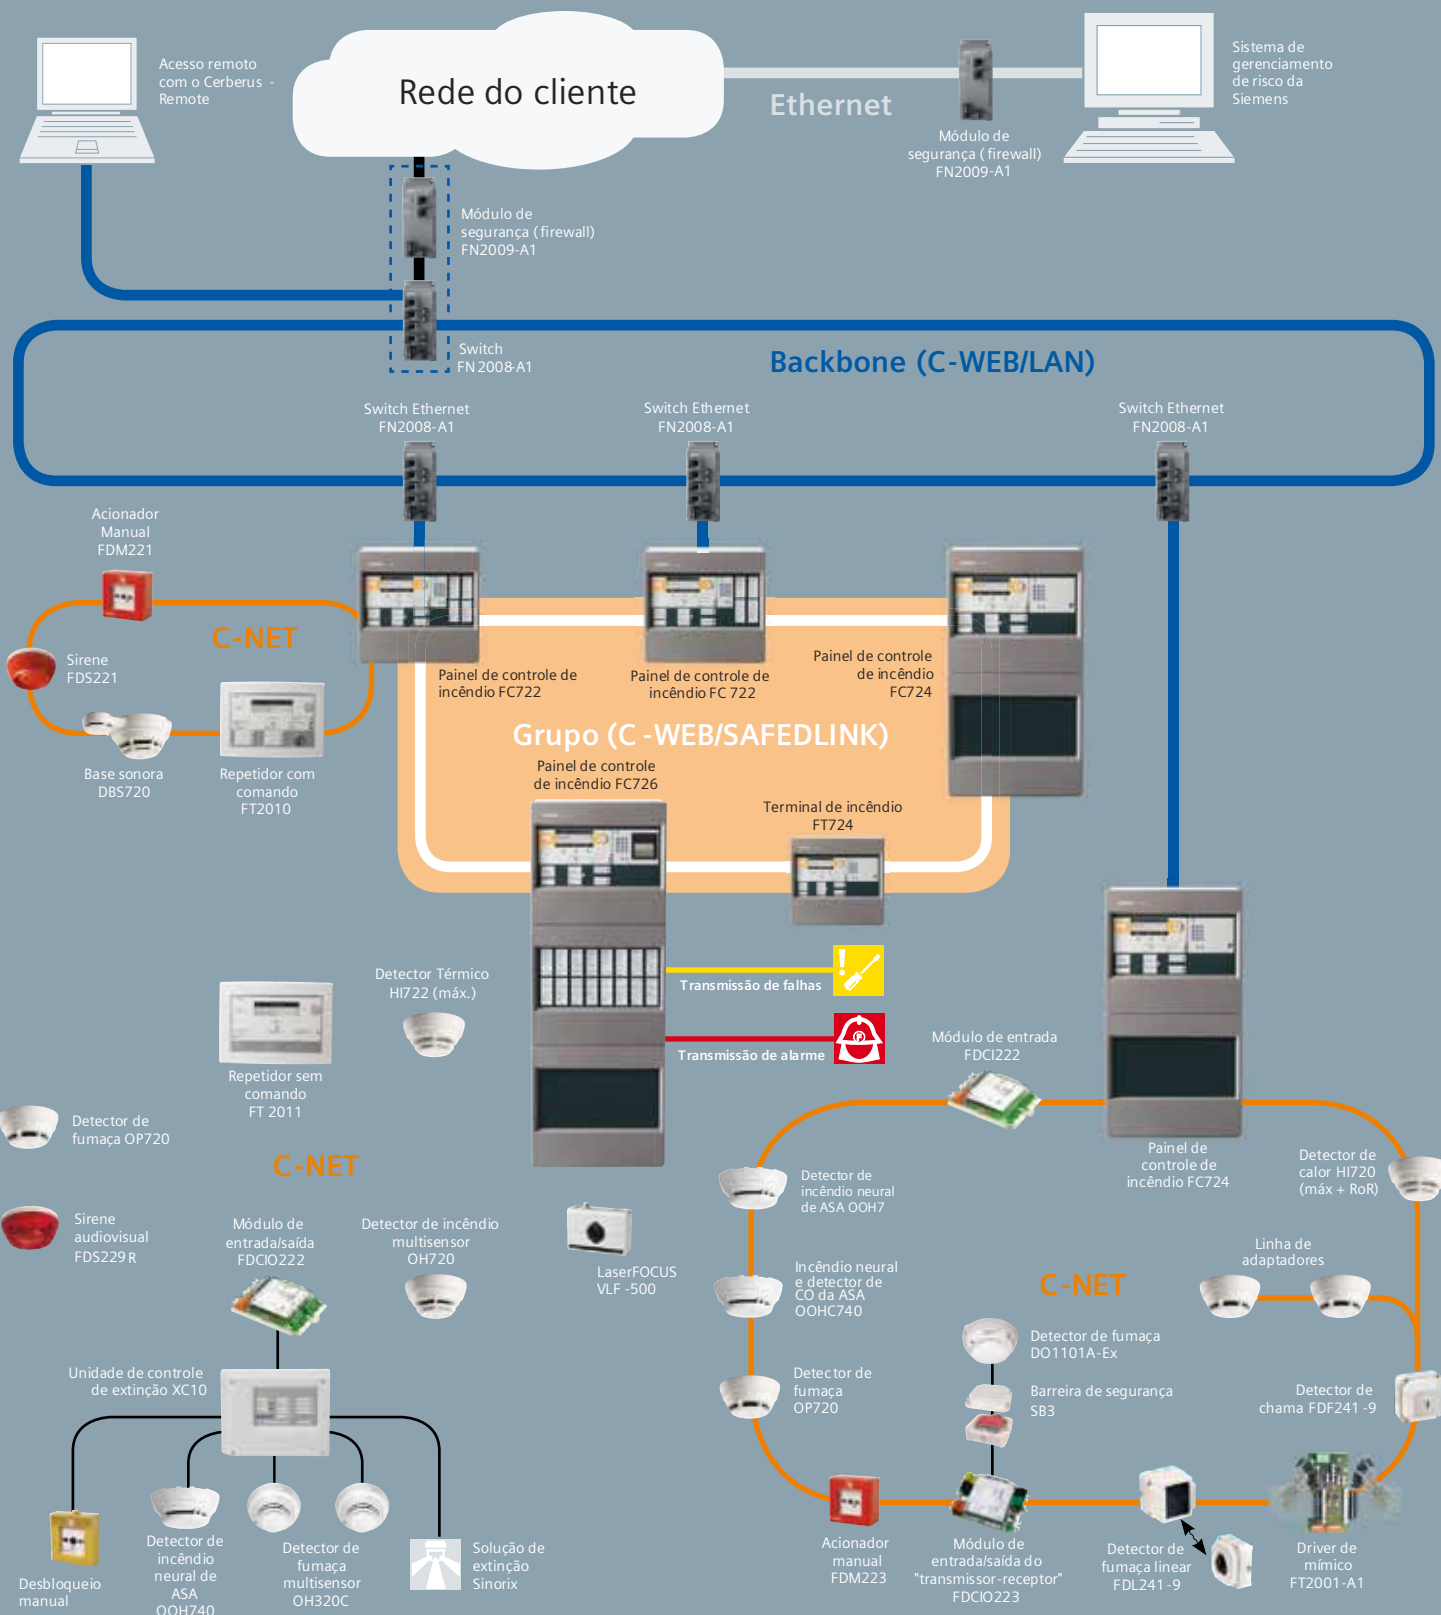 Acesso remoto
com o Cerberus -
Remote
Rede do cliente
Ethernet
Sistema de
gerenciamento
de risco da
Siemens
Módulo de
segurança (firewall)
FN2009-A1
Módulo de
segurança (firewall)
FN2009-A1
Switch
FN2008-A1
Backbone (C-WEB/LAN)
Switch Ethernet
FN2008-A1
Switch Ethernet
FN2008-A1
Switch Ethernet
FN2008-A1
Acionador
Manual
FDM221
C-NET
Sirene
FDS221
Base sonora
DBS720
Repetidor com
comando
FT2010
Painel de controle de
incêndio FC722
Painel de controle de
incêndio FC 722
Painel de controle
de incêndio
FC724
Grupo (C-WEB/SAFEDLINK)
Painel de controle
de incêndio FC726
Terminal de incêndio
FT724
Transmissão de falhas
Transmissão de alarme
Detector Térmico
HI722 (máx.)
Repetidor sem
comando
FT 2011
Detector de
fumaça OP720
C-NET
Sirene
audiovisual
FDS229R
Módulo de
entrada/saída
FDCIO222
Detector de incêndio
multisensor
OH720
LaserFOCUS
VLF -500
Unidade de controle
de extinção XC10
Desbloqueio
manual
Detector de
incêndio
neural de
ASA
OOH740
Detector de
fumaça
multisensor
OH320C
Solução de
extinção
Sinorix
Módulo de entrada
FDCI222
Painel de
controle de
incêndio FC724
Detector de
calor HI720
(máx + RoR)
Detector de
incêndio neural
de ASA OOH7
Incêndio neural
e detector de
CO da ASA
OOHC740
Detector de
fumaça
OP720
C-NET
Linha de
adaptadores
Detector de fumaça
DO1101A-Ex
Barreira de segurança
SB3
Detector de
chama FDF241 -9
Acionador
manual
FDM223
Módulo de
entrada/saída do
"transmissor-receptor"
FDCIO223
Detector de
fumaça linear
FDL241 -9
Driver de
mímico
FT2001-A1